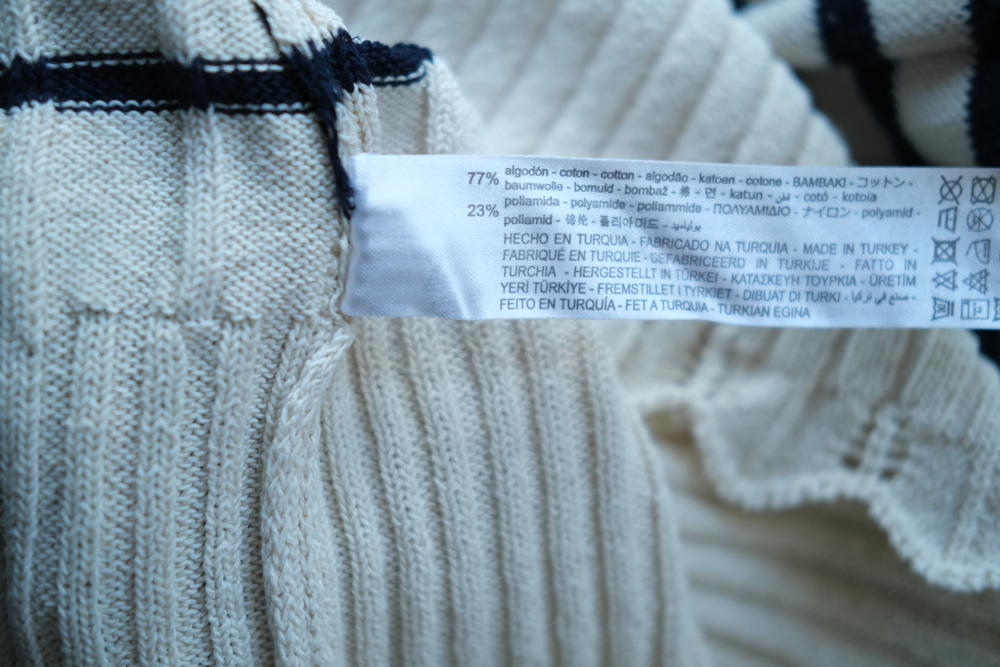 77% algodón - coton - cotton - algodão - katoen - cotone - BAMBAKI - コットン -
baumwolle - bomuld - bombaž - 棉 - 면 - katun - قطن - cotó - kotoia
23% poliamida - polyamide - poliammide - ΠΟΛΥΑΜΙΔΙΟ - ナイロン - polyamid -
poliamid - 锦纶 - 폴리아미드 - بولياميد
HECHO EN TURQUIA - FABRICADO NA TURQUIA - MADE IN TURKEY -
FABRIQUÉ EN TURQUIE - GEFABRICEERD IN TURKIJE - FATTO IN
TURCHIA - HERGESTELLT IN TÜRKEI - ΚΑΤΑΣΚΕΥΗ ΤΟΥΡΚΙΑ - ÜRETİM
YERİ TÜRKİYE - FREMSTILLET I TYRKIET - DIBUAT DI TURKI - صنع في تركيا -
FEITO EN TURQUÍA - FET A TURQUIA - TURKIAN EGINA